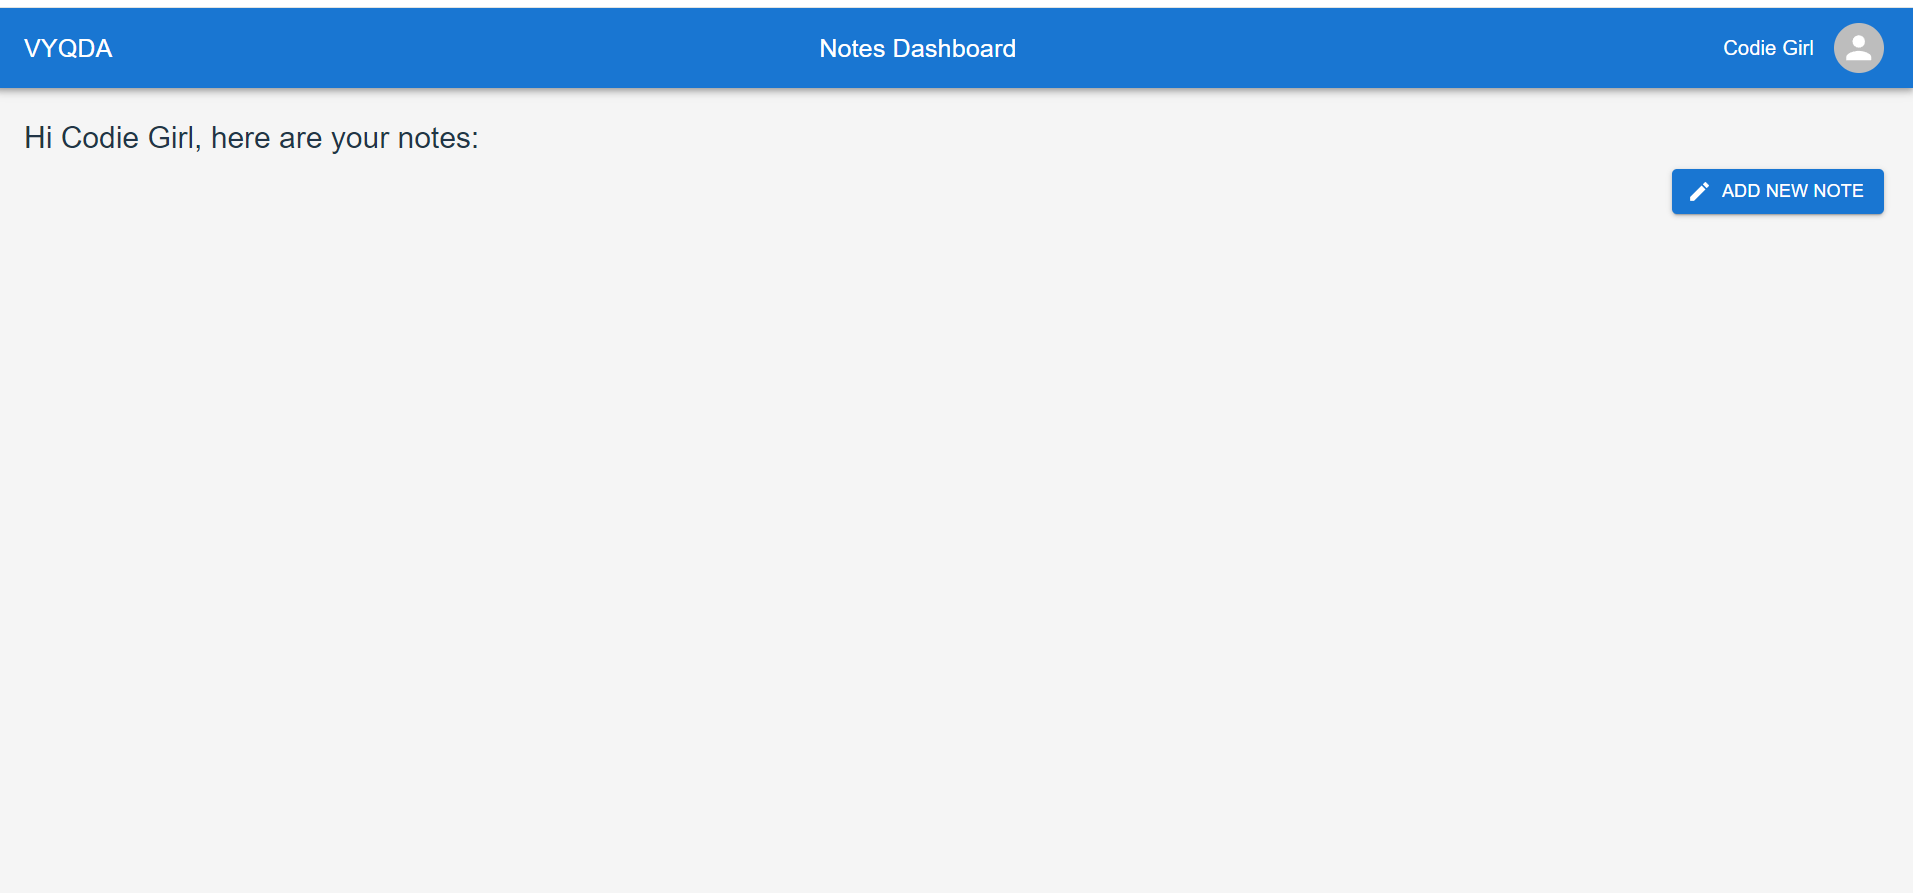 VYQDA
Notes Dashboard
Codie Girl
Hi Codie Girl, here are your notes:
ADD NEW NOTE